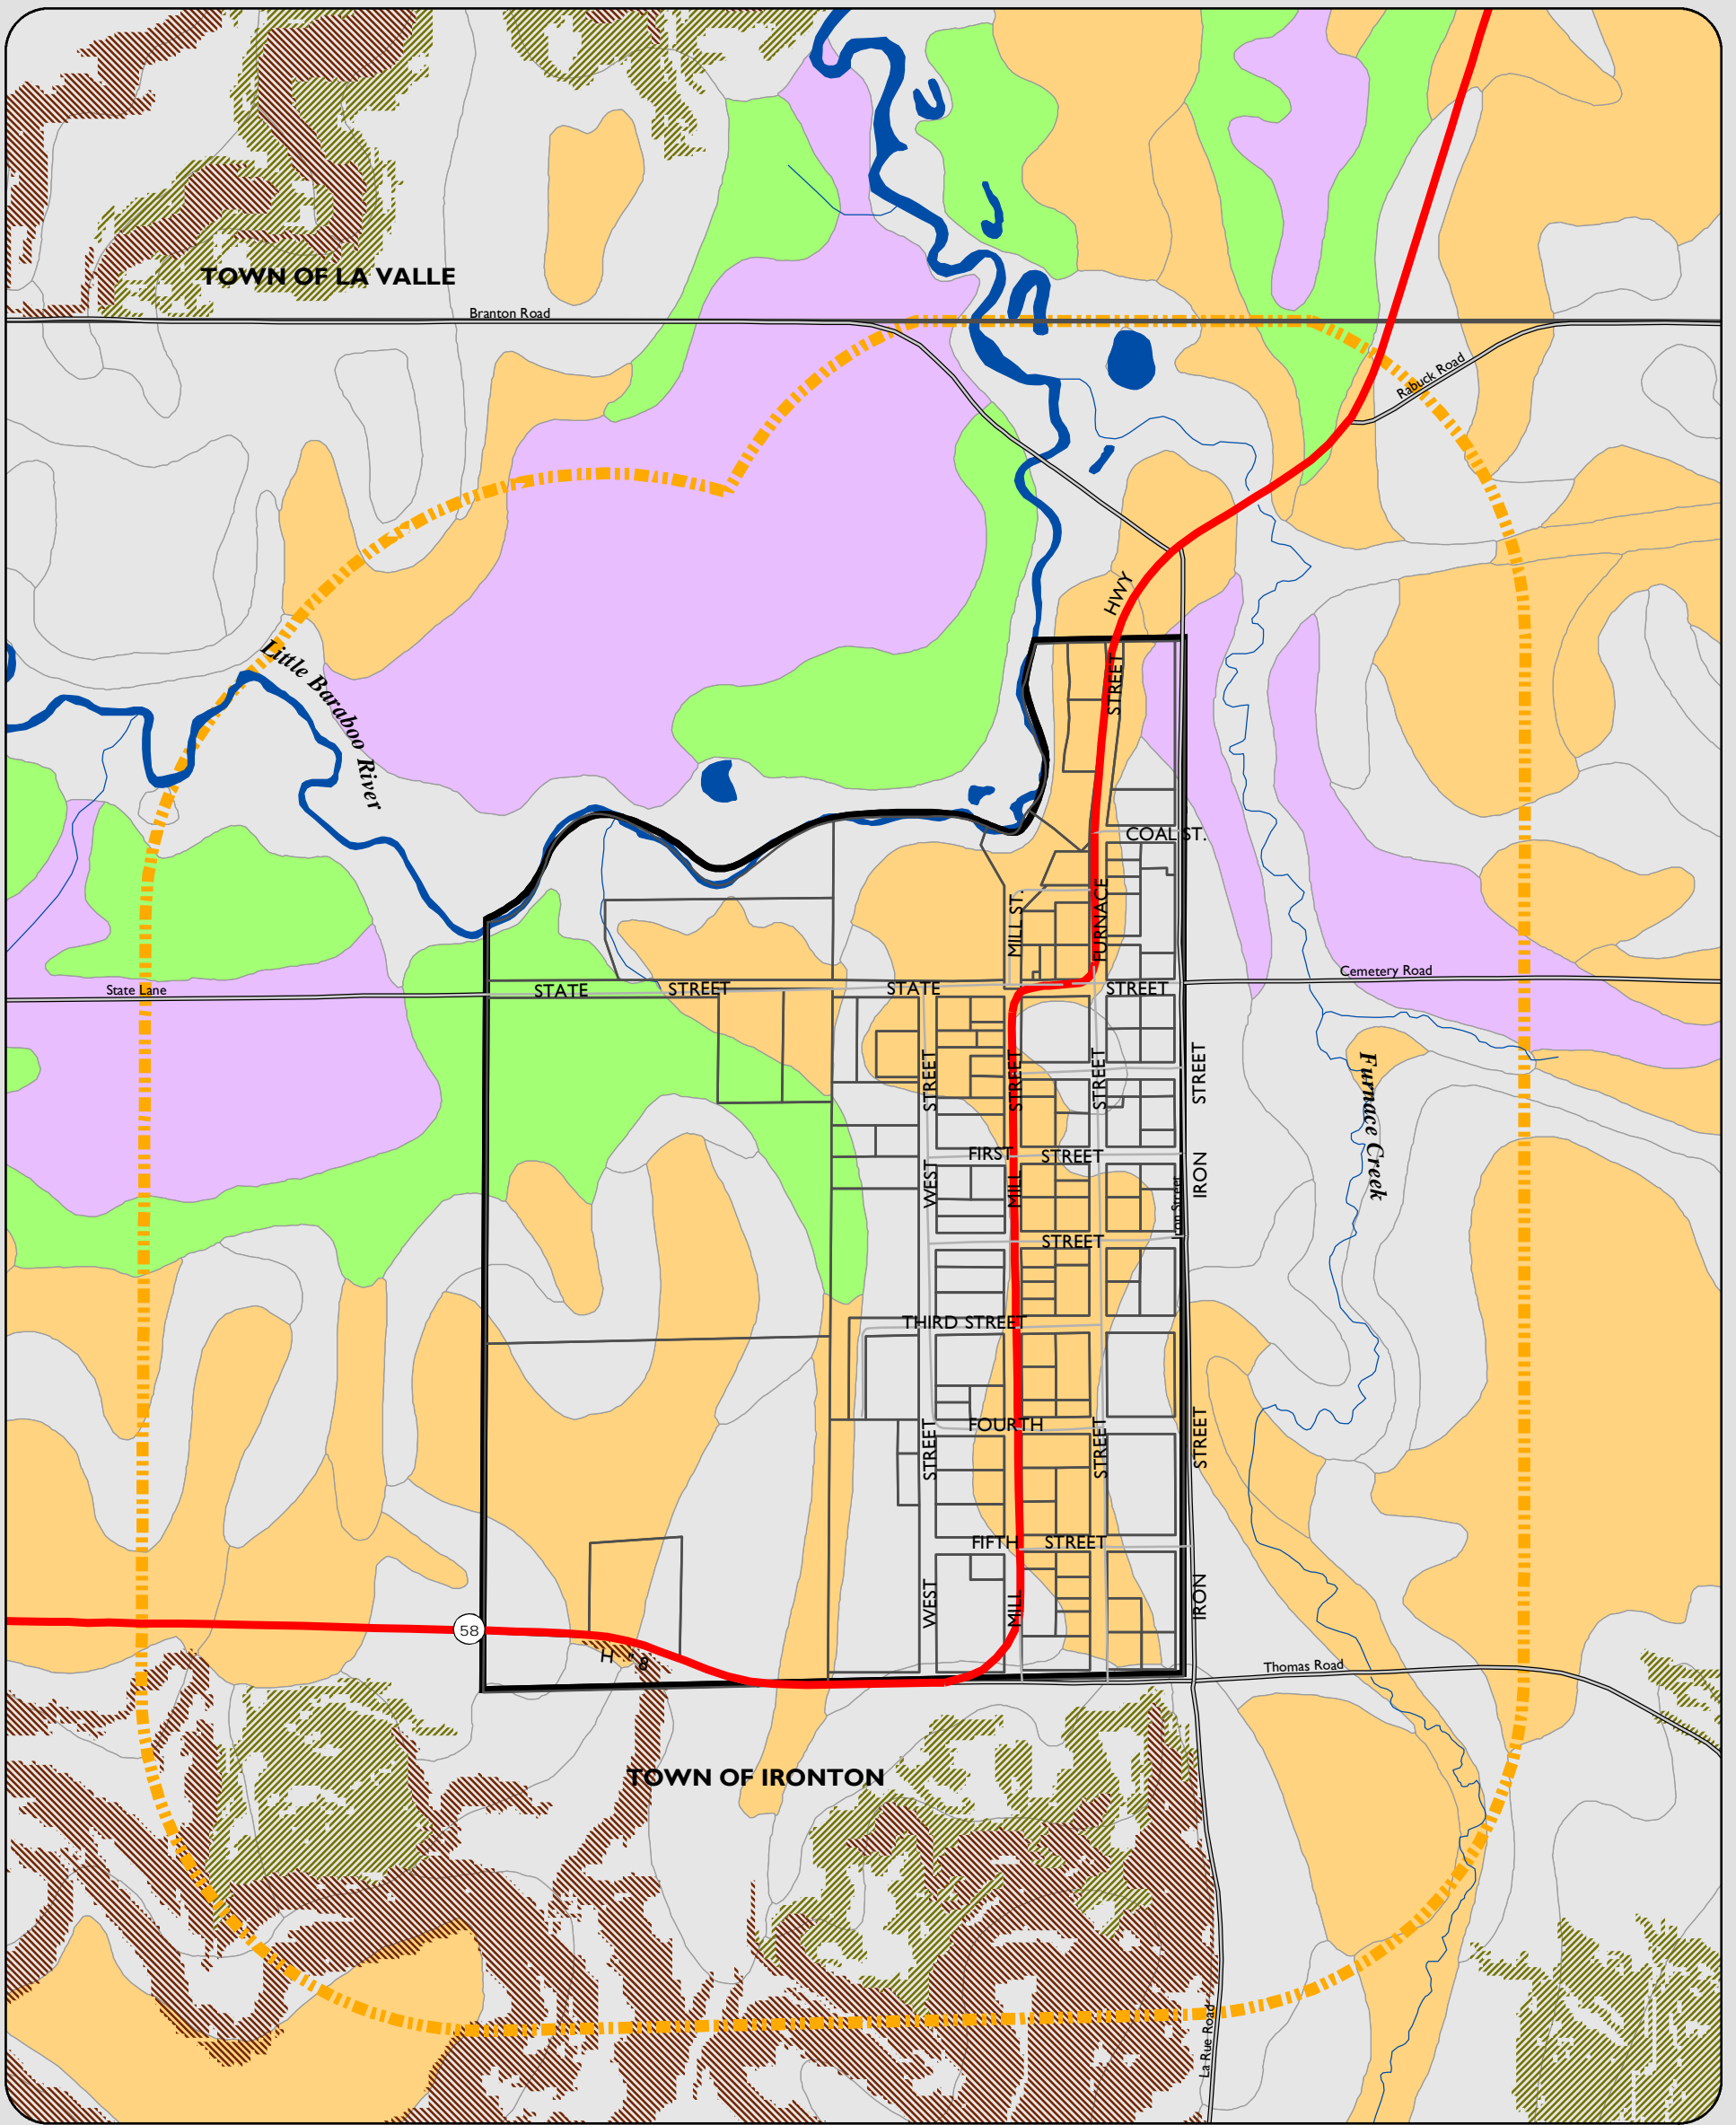 TOWN OF LA VALLE
Branton Road
Rabuck Road
HWY
Little Baraboo River
STREET
COAL ST.
FURNACE
MILL ST.
Cemetery Road
State Lane
STATE
STREET
STATE
STREET
STREET
STREET
STREET
STREET
Furnace Creek
FIRST
STREET
WEST
MILL
IRON
Iron Street
STREET
THIRD STREET
FOURTH
STREET
STREET
STREET
FIFTH
STREET
WEST
MILL
IRON
58
Thomas Road
TOWN OF IRONTON
La Rue Road